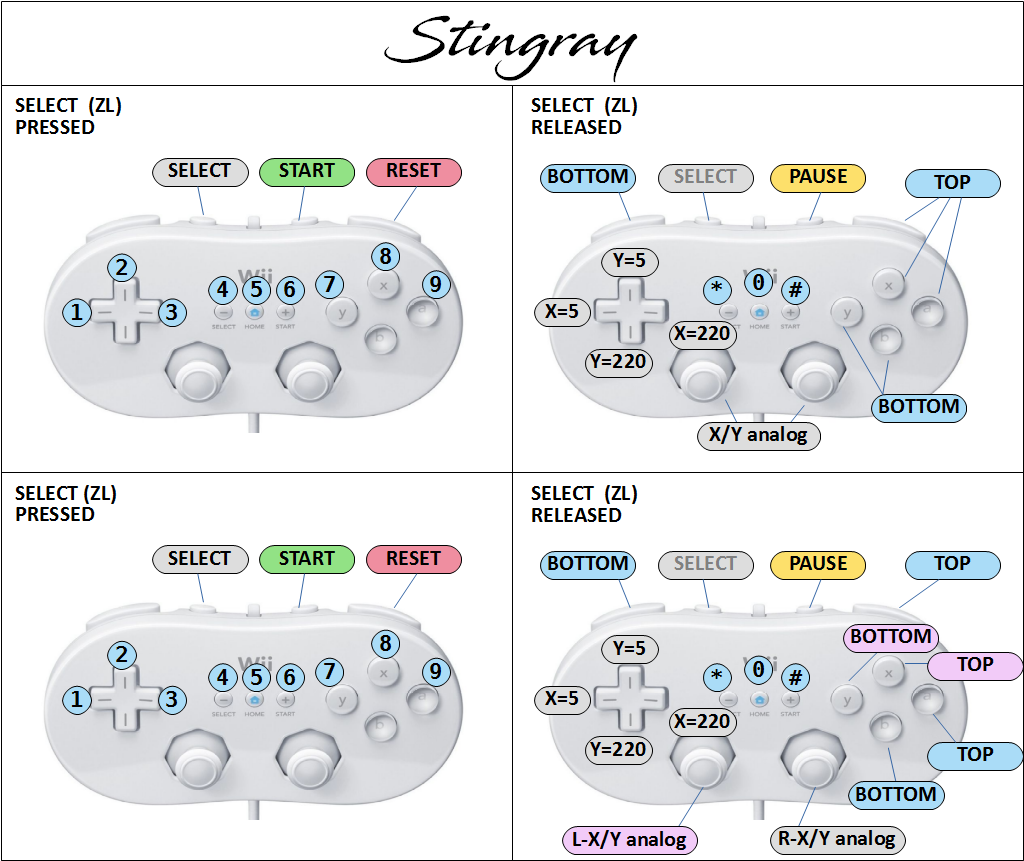 Stingray
SELECT (ZL)
PRESSED
SELECT
START
RESET
Wii
1
2
3
4
5
6
7
8
9
SELECT
HOME
START
x
y
a
b
SELECT (ZL)
RELEASED
BOTTOM
SELECT
PAUSE
TOP
Y=5
X=5
X=220
Y=220
Wii
*
0
#
HOME
START
x
y
a
b
BOTTOM
X/Y analog
SELECT (ZL)
PRESSED
SELECT
START
RESET
Wii
1
2
3
4
5
6
7
8
9
SELECT
HOME
START
x
y
a
b
SELECT (ZL)
RELEASED
BOTTOM
SELECT
PAUSE
TOP
BOTTOM
TOP
Y=5
X=5
X=220
Y=220
Wii
*
0
#
HOME
START
x
y
a
b
TOP
BOTTOM
L-X/Y analog
R-X/Y analog